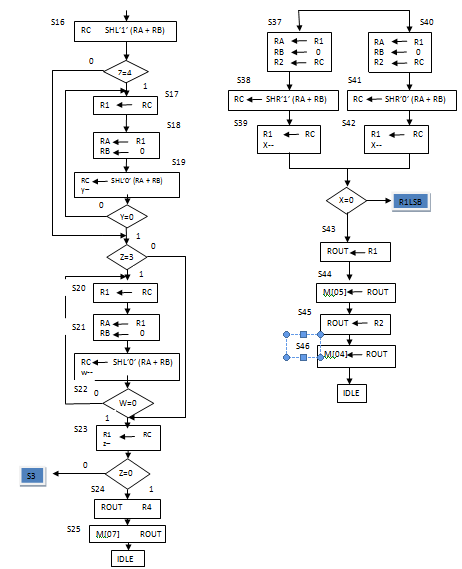 S16
RC SHL'1' (RA + RB)
0
7=4
1
S17
R1 RC
S18
RA R1
RB 0
S19
RC SHL'0' (RA + RB)
y--
0
Y=0
1
0
Z=3
1
S20
R1 RC
S21
RA R1
RB 0
RC SHL'0' (RA + RB)
w--
S22
0
W=0
1
S23
R1 RC
z--
0
Z=0
S3
1
S24
ROUT R4
S25
M[07] ROUT
IDLE
S37
RA R1
RB 0
R2 RC
S38
RC SHR'1' (RA + RB)
S39
R1 RC
X--
S40
RA R1
RB 0
R2 RC
S41
RC SHR'0' (RA + RB)
S42
R1 RC
X--
X=0
R1LSB
S43
ROUT R1
S44
M[05] ROUT
S45
ROUT R2
S46
M[04] ROUT
IDLE